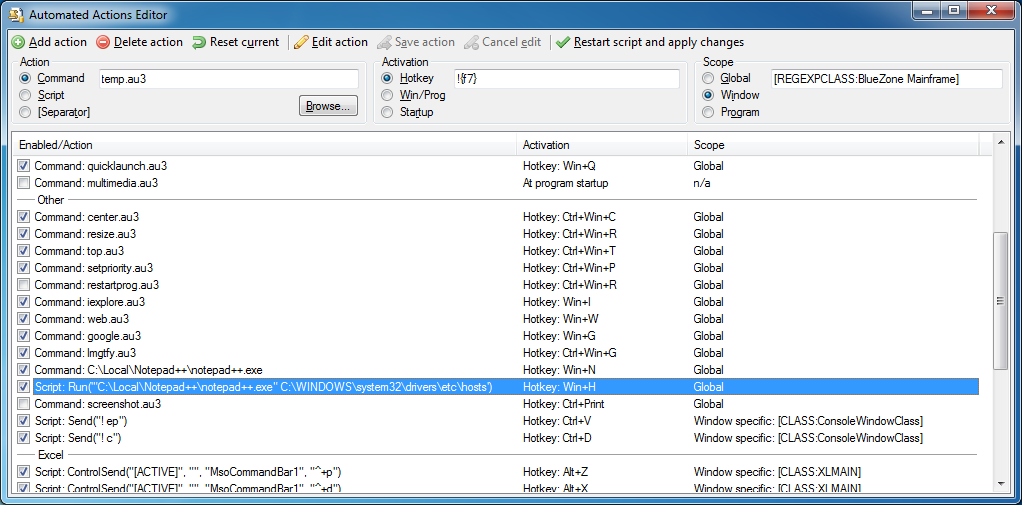 Automated Actions Editor
Add action Delete action Reset current Edit action Save action Cancel edit Restart script and apply changes
Action Activation Scope
Command temp.au3 Hotkey !{f7} Global [REGEXPCLASS:BlueZone Mainframe]
Script Win/Prog Window
[Separator] Browse... Startup Program
Enabled/Action Activation Scope
Command: quicklaunch.au3 Hotkey: Win+Q Global
Command: multimedia.au3 At program startup n/a
Other
Command: center.au3 Hotkey: Ctrl+Win+C Global
Command: resize.au3 Hotkey: Ctrl+Win+R Global
Command: top.au3 Hotkey: Ctrl+Win+T Global
Command: setpriority.au3 Hotkey: Ctrl+Win+P Global
Command: restartprog.au3 Hotkey: Ctrl+Win+R Global
Command: iexplore.au3 Hotkey: Win+I Global
Command: web.au3 Hotkey: Win+W Global
Command: google.au3 Hotkey: Win+G Global
Command: lmgtfy.au3 Hotkey: Ctrl+Win+G Global
Command: C:\Local\Notepad++\notepad++.exe Hotkey: Win+N Global
Script: Run('"C:\Local\Notepad++\notepad++.exe" C:\WINDOWS\system32\drivers\etc\hosts') Hotkey: Win+H Global
Command: screenshot.au3 Hotkey: Ctrl+Print Global
Script: Send("! ep") Hotkey: Ctrl+V Window specific: [CLASS:ConsoleWindowClass]
Script: Send("! c") Hotkey: Ctrl+D Window specific: [CLASS:ConsoleWindowClass]
Excel
Script: ControlSend("[ACTIVE]", "", "MsoCommandBar1", "^+p") Hotkey: Alt+Z Window specific: [CLASS:XLMAIN]
Script: ControlSend("[ACTIVE]", "", "MsoCommandBar1", "^+d") Hotkey: Alt+X Window specific: [CLASS:XLMAIN]